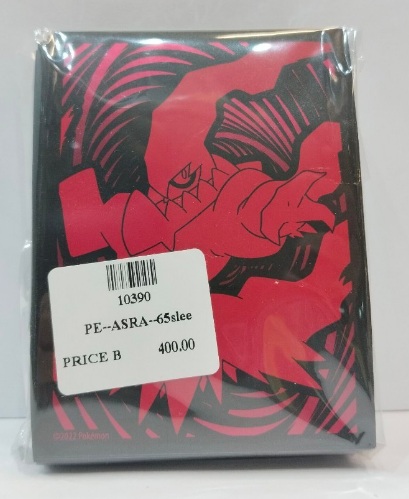 10390
PE--ASRA--65slee
PRICE B 400.00
©2022 Pokémon